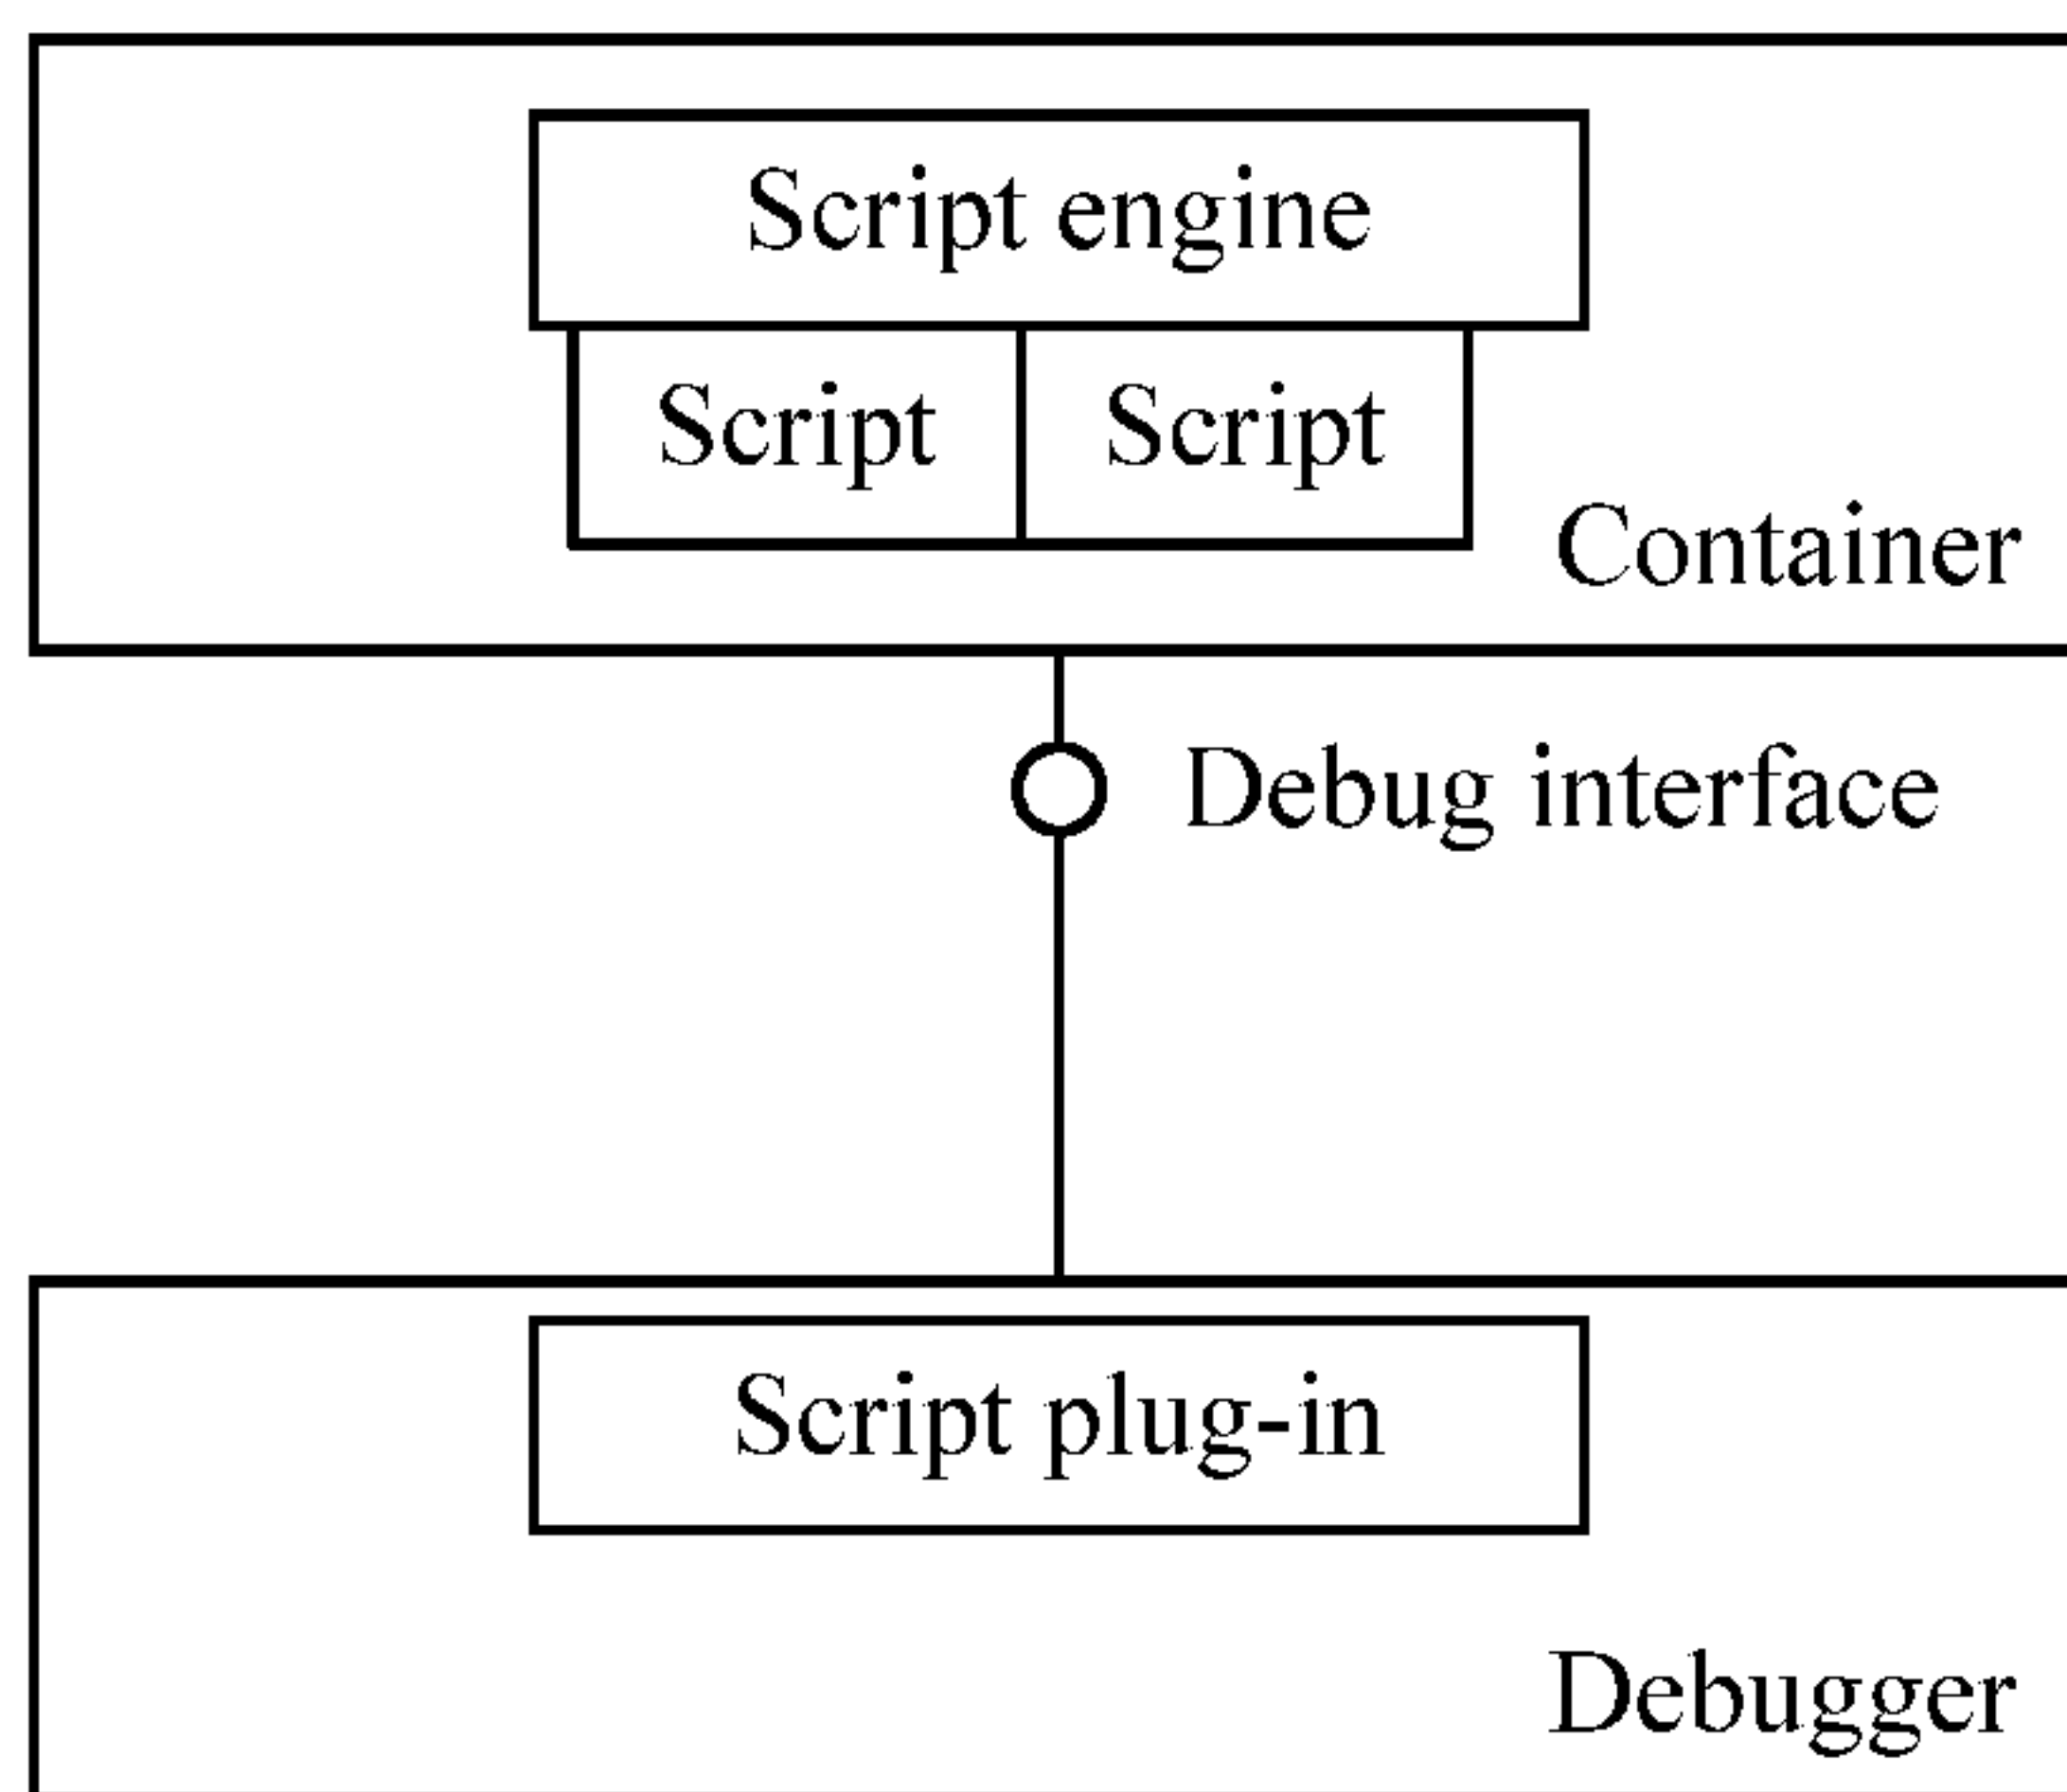 Script engine
Script Script
Container
Debug interface
Script plug-in
Debugger